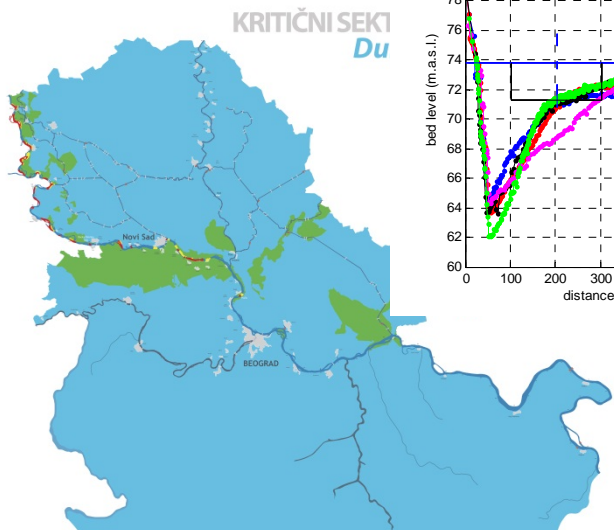 KRITIČNI SEKT
Du
Novi Sad
BEOGRAD
bed level (m.a.s.l.)
78
76
74
72
70
68
66
64
62
60
0 100 200 300
distance